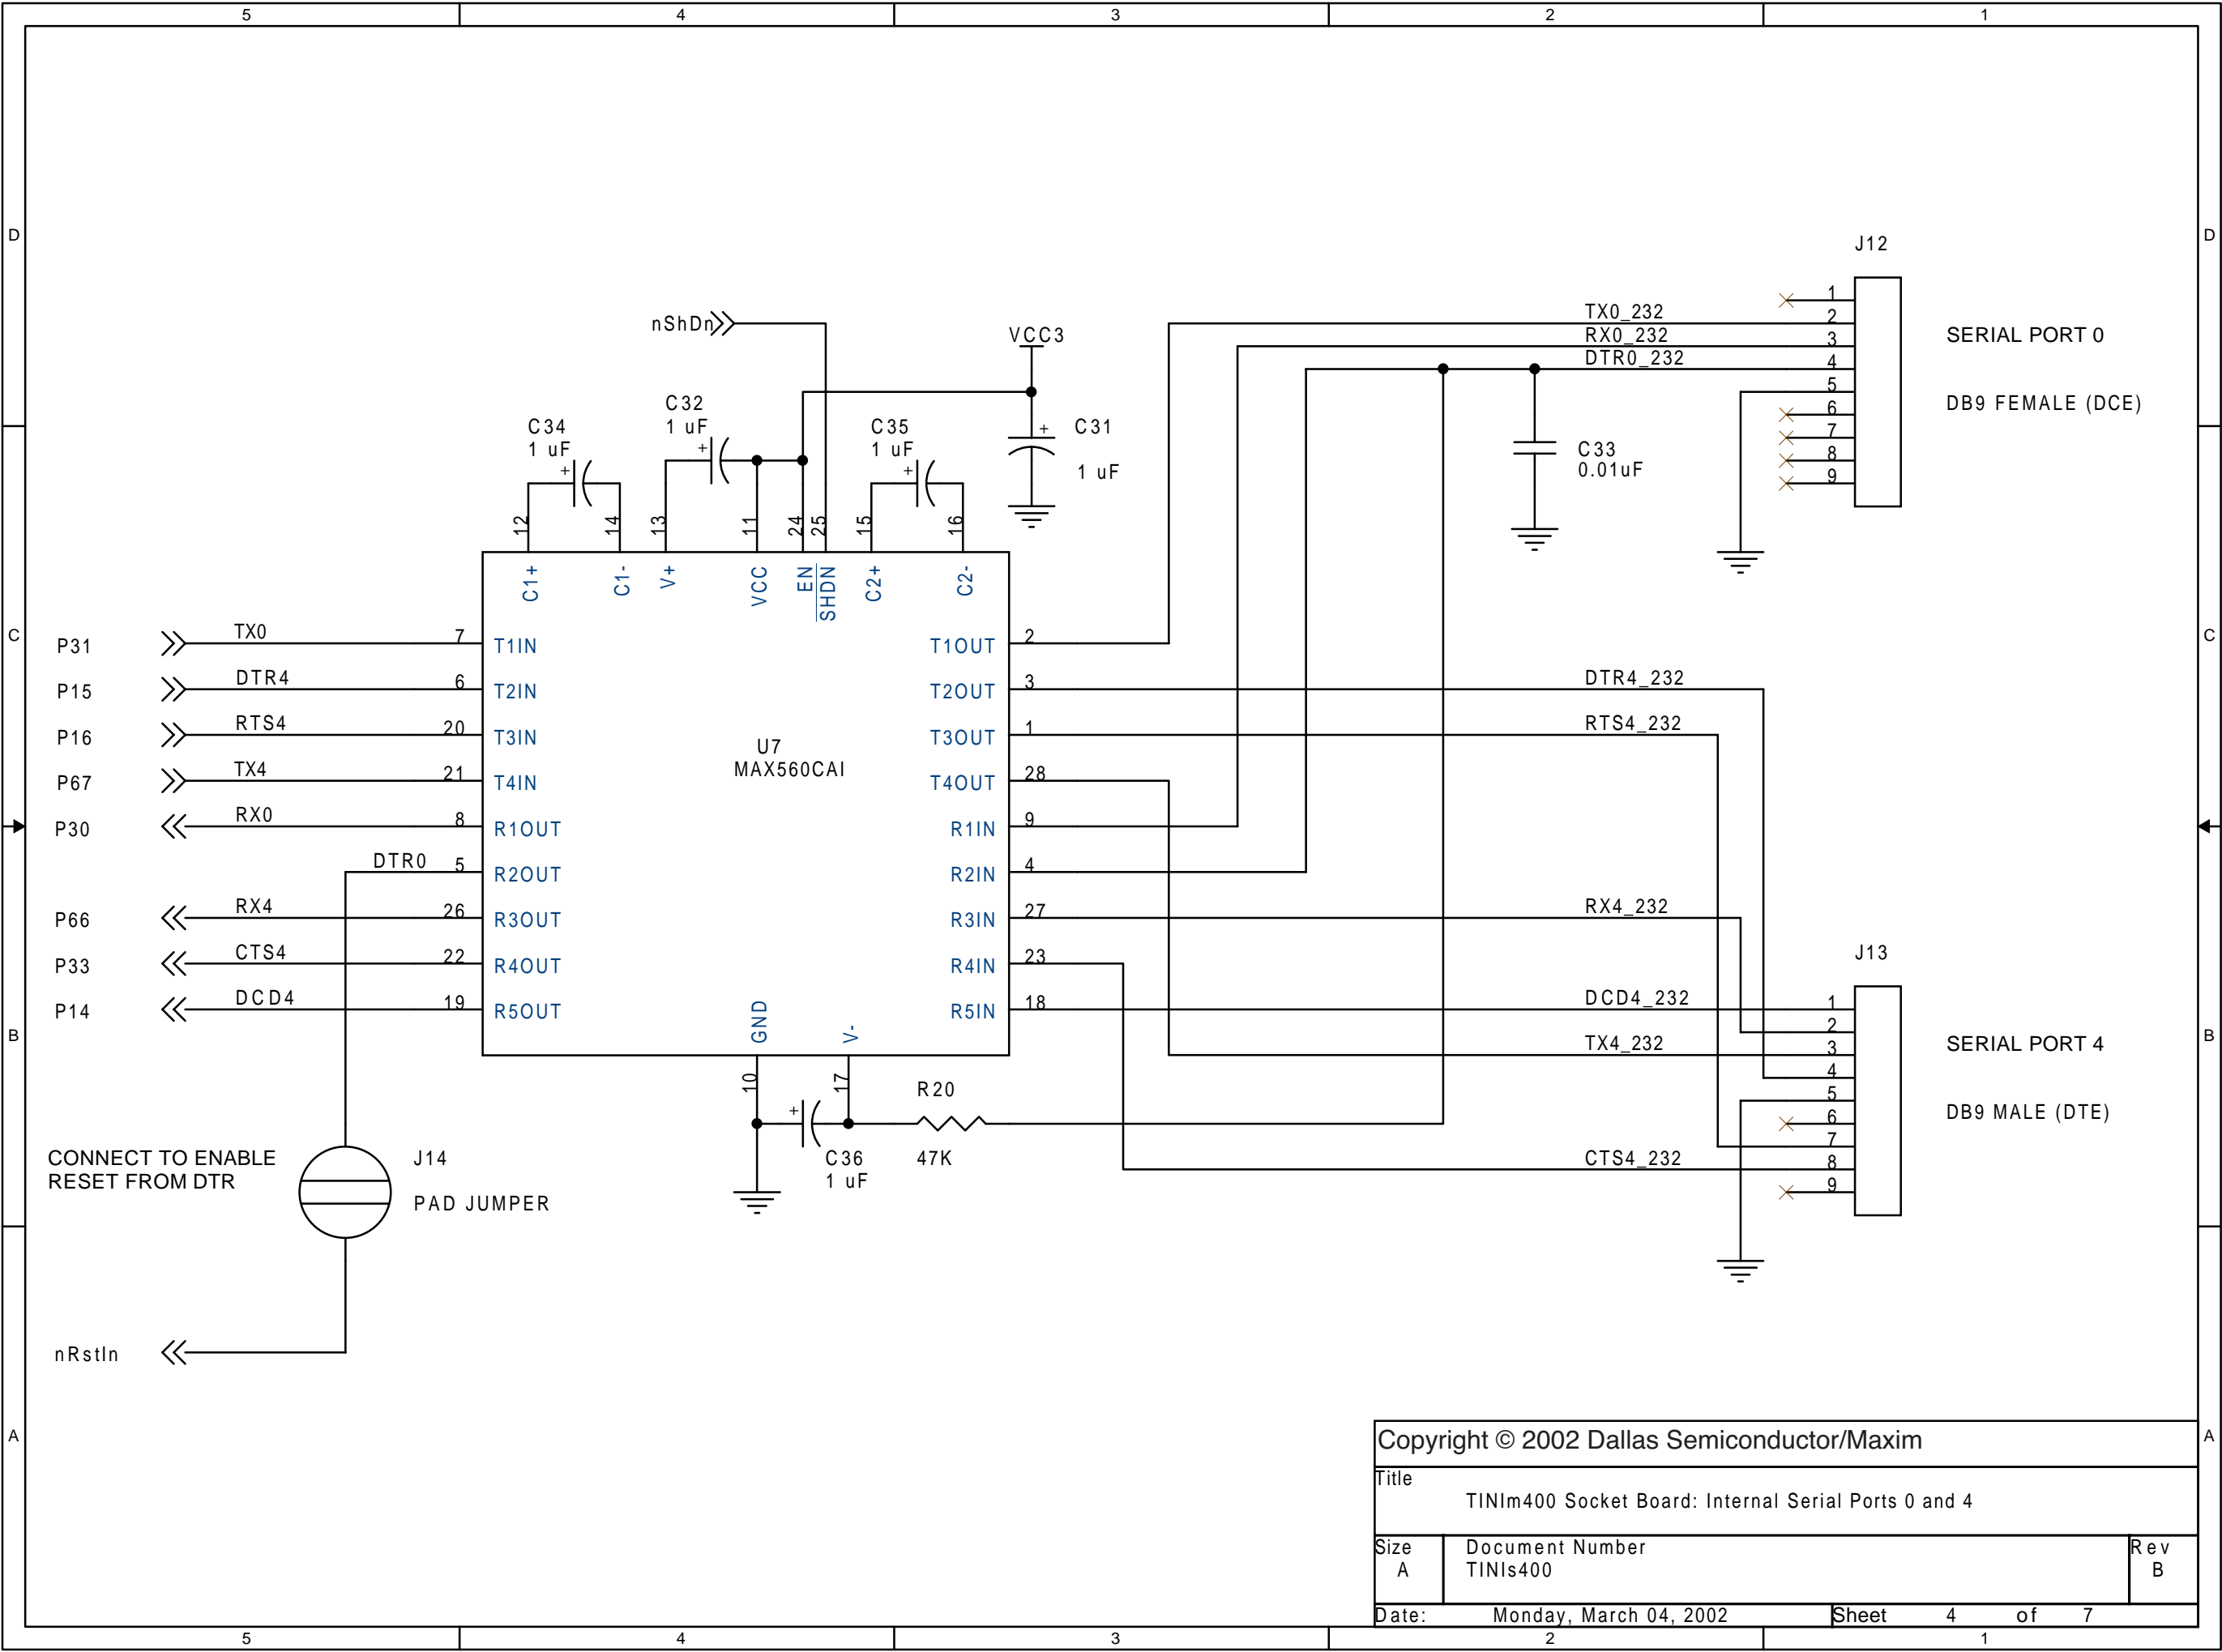 5 4 3 2 1
D D
J12
nShDn
VCC3
TX0_232
RX0_232
DTR0_232
1
2
3
4
5
6
7
8
9
SERIAL PORT 0
DB9 FEMALE (DCE)
C34
1 uF
+
C32
1 uF
+
C35
1 uF
+
+
C31
1 uF
C33
0.01uF
12 14 13 11 24 25 15 16
C1+ C1- V+ VCC EN SHDN C2+ C2-
C C
P31 TX0 7 T1IN T1OUT 2
P15 DTR4 6 T2IN T2OUT 3 DTR4_232
P16 RTS4 20 T3IN T3OUT 1 RTS4_232
U7
MAX560CAI
P67 TX4 21 T4IN T4OUT 28
P30 RX0 8 R1OUT R1IN 9
DTR0 5 R2OUT R2IN 4
P66 RX4 26 R3OUT R3IN 27 RX4_232
P33 CTS4 22 R4OUT R4IN 23
P14 DCD4 19 R5OUT R5IN 18 DCD4_232
GND V-
B B
TX4_232
J13
1
2
3
4
5
6
7
8
9
SERIAL PORT 4
DB9 MALE (DTE)
10 17
R20
47K
+
C36
1 uF
CTS4_232
CONNECT TO ENABLE
RESET FROM DTR
J14
PAD JUMPER
nRstIn
A A
Copyright © 2002 Dallas Semiconductor/Maxim
Title
TINIm400 Socket Board: Internal Serial Ports 0 and 4
Size Document Number Rev
A TINIs400 B
Date: Monday, March 04, 2002 Sheet 4 of 7
5 4 3 2 1